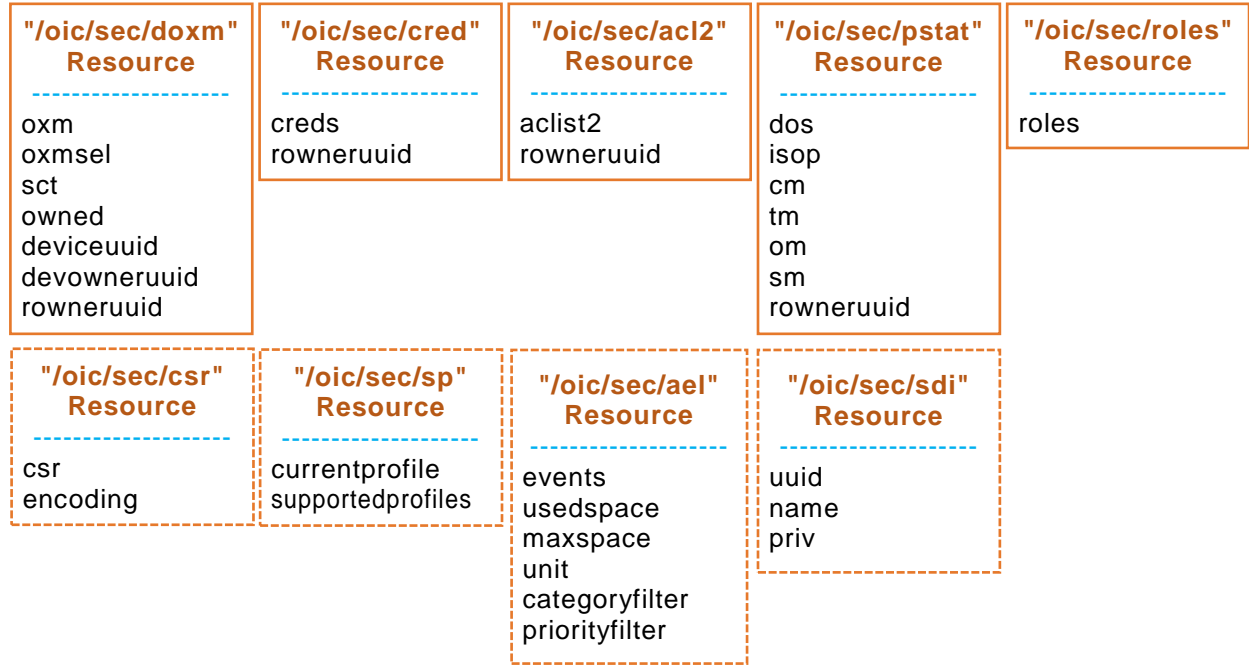 "/oic/sec/doxm"
Resource
oxm
oxmsel
sct
owned
deviceuuid
devowneruuid
rowneruuid
"/oic/sec/cred"
Resource
creds
rowneruuid
"/oic/sec/acl2"
Resource
aclist2
rowneruuid
"/oic/sec/pstat"
Resource
dos
isop
cm
tm
om
sm
rowneruuid
"/oic/sec/roles"
Resource
roles
"/oic/sec/csr"
Resource
csr
encoding
"/oic/sec/sp"
Resource
currentprofile
supportedprofiles
"/oic/sec/ael"
Resource
events
usedspace
maxspace
unit
categoryfilter
priorityfilter
"/oic/sec/sdi"
Resource
uuid
name
priv